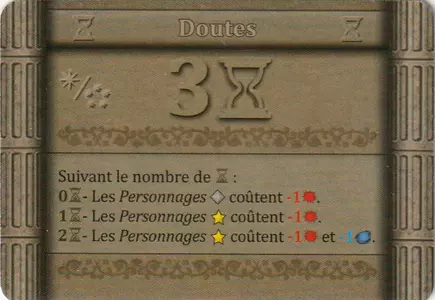 Doutes
3
Suivant le nombre de ⌛ :
0⌛- Les Personnages ◆ coûtent -1✹.
1⌛- Les Personnages ★ coûtent -1✹.
2⌛- Les Personnages ★ coûtent -1✹ et -1.